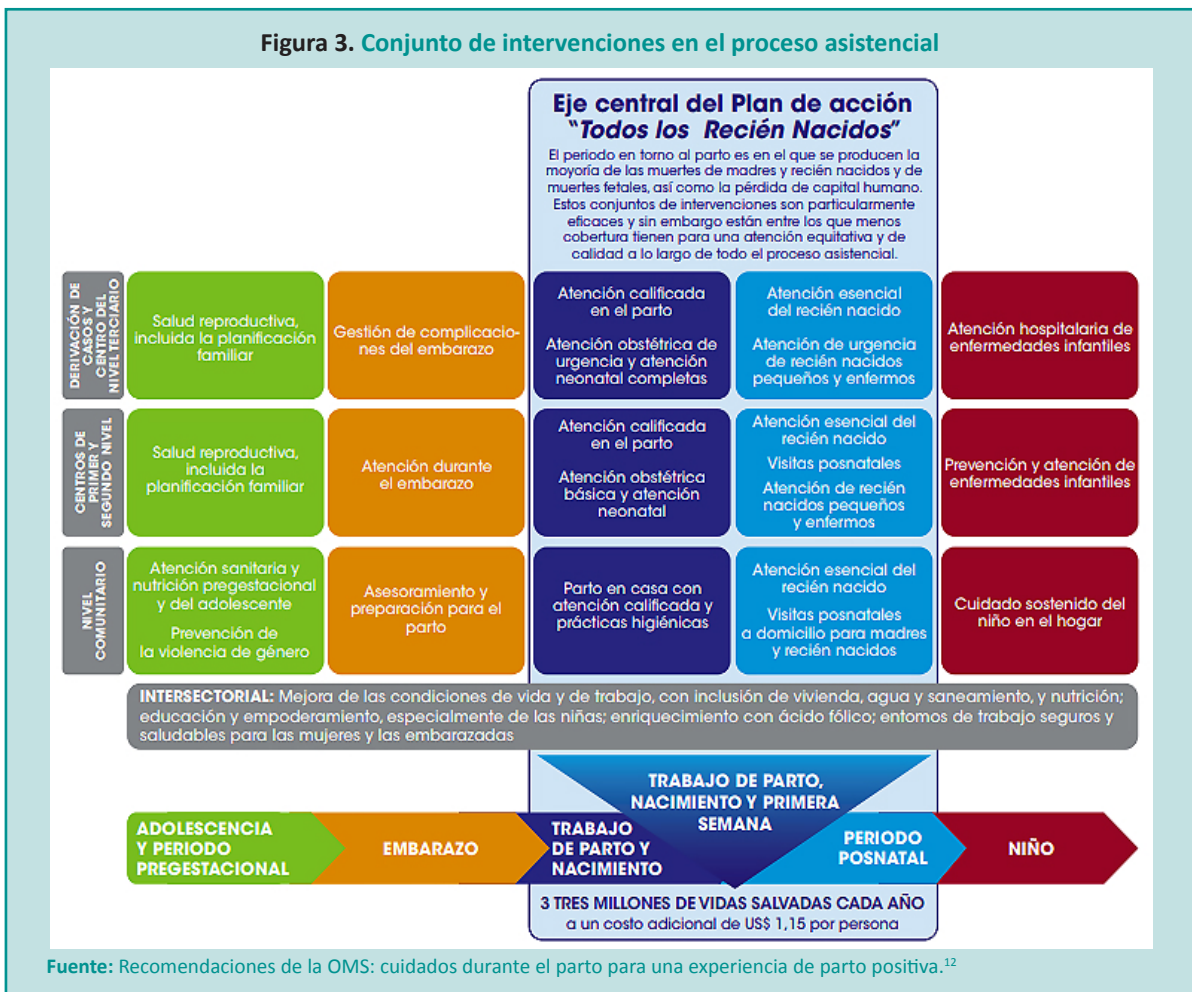 Figura 3. Conjunto de intervenciones en el proceso asistencial
Eje central del Plan de acción
“Todos los Recién Nacidos”
El periodo en torno al parto es en el que se producen la
moyoría de las muertes de madres y recién nacidos y de
muertes fetales, así como la pérdida de capital humano.
Estos conjuntos de intervenciones son particularmente
eficaces y sin embargo están entre los que menos
cobertura tienen para una atención equitativa y de
calidad a lo largo de todo el proceso asistencial.
DERIVACIÓN DE
CASOS Y
CENTRO DEL
NIVEL TERCIARIO
Salud reproductiva,
incluida la planificación
familiar
Gestión de complicacio-
nes del embarazo
Atención calificada
en el parto
Atención obstétrica de
urgencia y atención
neonatal completas
Atención esencial
del recién nacido
Atención de urgencia
de recién nacidos
pequeños y enfermos
Atención hospitalaria de
enfermedades infantiles
CENTROS DE
PRIMER Y
SEGUNDO NIVEL
Salud reproductiva,
incluida la
planificación familiar
Atención durante
el embarazo
Atención calificada
en el parto
Atención obstétrica
básica y atención
neonatal
Atención esencial del
recién nacido
Visitas posnatales
Atención de recién
nacidos pequeños
y enfermos
Prevención y atención de
enfermedades infantiles
NIVEL
COMUNITARIO
Atención sanitaria y
nutrición pregestacional
y del adolescente
Prevención de
la violencia de género
Asesoramiento y
preparación para el
parto
Parto en casa con
atención calificada y
prácticas higiénicas
Atención esencial del
recién nacido
Visitas posnatales
a domicilio para madres
y recién nacidos
Cuidado sostenido del
niño en el hogar
INTERSECTORIAL: Mejora de las condiciones de vida y de trabajo, con inclusión de vivienda, agua y saneamiento, y nutrición;
educación y empoderamiento, especialmente de las niñas; enriquecimiento con ácido fólico; entornos de trabajo seguros y
saludables para las mujeres y las embarazadas
TRABAJO DE PARTO,
NACIMIENTO Y PRIMERA
SEMANA
ADOLESCENCIA
Y PERIODO
PREGESTACIONAL
EMBARAZO
TRABAJO
DE PARTO Y
NACIMIENTO
PERIODO
POSNATAL
NIÑO
3 TRES MILLONES DE VIDAS SALVADAS CADA AÑO
a un costo adicional de US$ 1,15 por persona
Fuente: Recomendaciones de la OMS: cuidados durante el parto para una experiencia de parto positiva.12